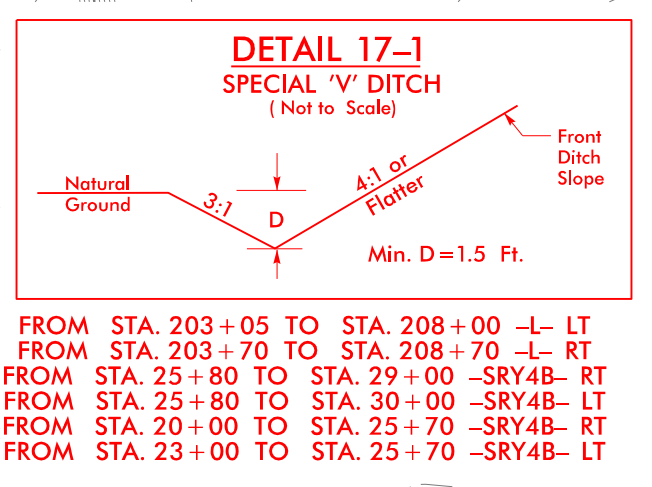 DETAIL 17–1
SPECIAL 'V' DITCH
( Not to Scale)
Front
Ditch
Slope
4:1 or
Flatter
Natural
Ground
3:1
D
Min. D=1.5 Ft.
FROM STA. 203+05 TO STA. 208+00 –L– LT
FROM STA. 203+70 TO STA. 208+70 –L– RT
FROM STA. 25+80 TO STA. 29+00 –SRY4B– RT
FROM STA. 25+80 TO STA. 30+00 –SRY4B– LT
FROM STA. 20+00 TO STA. 25+70 –SRY4B– RT
FROM STA. 23+00 TO STA. 25+70 –SRY4B– LT